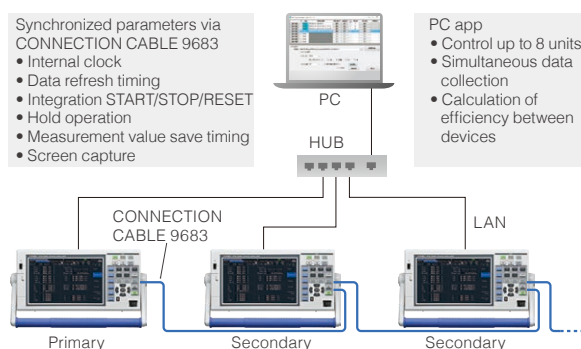 Synchronized parameters via
CONNECTION CABLE 9683
• Internal clock
• Data refresh timing
• Integration START/STOP/RESET
• Hold operation
• Measurement value save timing
• Screen capture
PC
PC app
• Control up to 8 units
• Simultaneous data
collection
• Calculation of
efficiency between
devices
HUB
CONNECTION
CABLE 9683
LAN
Primary
Secondary
Secondary